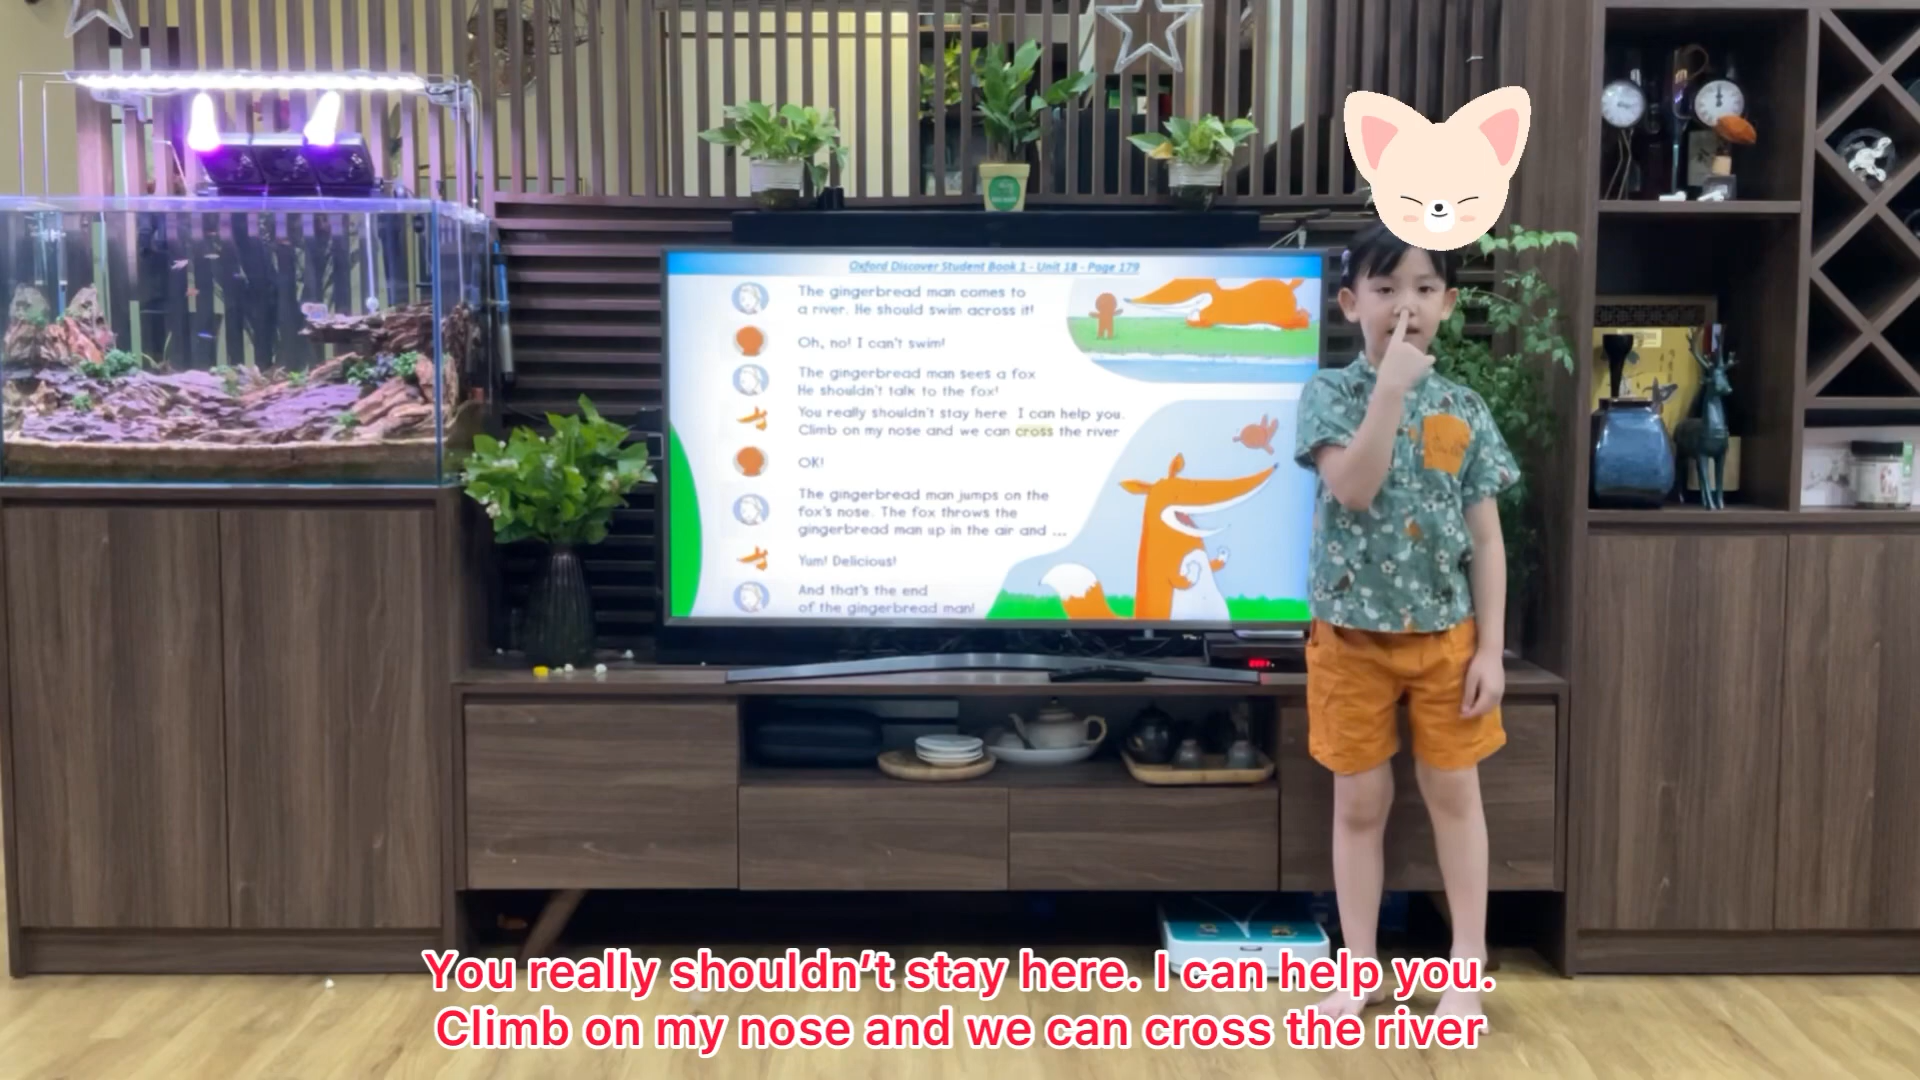 Oxford Discover Student Book 1 - Unit 18 - Page 179
The gingerbread man comes to
a river. He should swim across it!
Oh, no! I can't swim!
The gingerbread man sees a fox
He shouldn't talk to the fox!
You really shouldn't stay here I can help you.
Climb on my nose and we can cross the river
OK!
The gingerbread man jumps on the
fox's nose. The fox throws the
gingerbread man up in the air and ...
Yum! Delicious!
And that's the end
of the gingerbread man!
You really shouldn’t stay here. I can help you.
Climb on my nose and we can cross the river